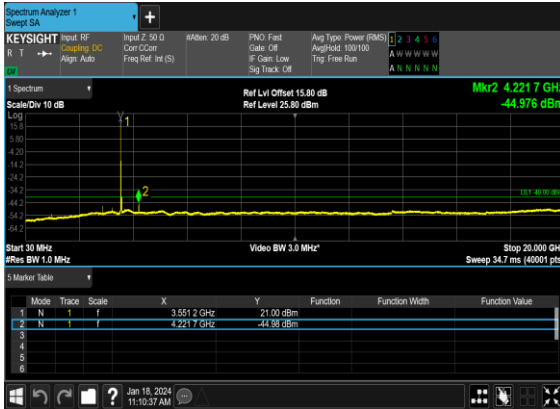 Spectrum Analyzer 1
Swept SA
+
KEYSIGHT Input: RF Input Z: 50 Ω #Atten: 20 dB PNO: Fast Avg Type: Power (RMS) 1 2 3 4 5 6
R T Coupling: DC Corr CCorr Gate: Off Avg|Hold: 100/100 A W W W W W
Align: Auto Freq Ref: Int (S) IF Gain: Low Trig: Free Run
Sig Track: Off A N N N N N
1 Spectrum
Scale/Div 10 dB
Ref Lvl Offset 15.80 dB
Ref Level 25.80 dBm
Mkr2 4.221 7 GHz
-44.976 dBm
Log
15.8
5.80
-4.20
-14.2
-24.2
-34.2
-44.2
-54.2
-64.2
1
2
DL1 -40.00 dBm
Start 30 MHz Video BW 3.0 MHz* Stop 20.000 GHz
#Res BW 1.0 MHz Sweep 34.7 ms (40001 pts)
5 Marker Table
Mode Trace Scale X Y Function Function Width Function Value
1 N 1 f 3.551 2 GHz 21.00 dBm
2 N 1 f 4.221 7 GHz -44.98 dBm
3
4
5
6
? Jan 18, 2024
11:10:37 AM